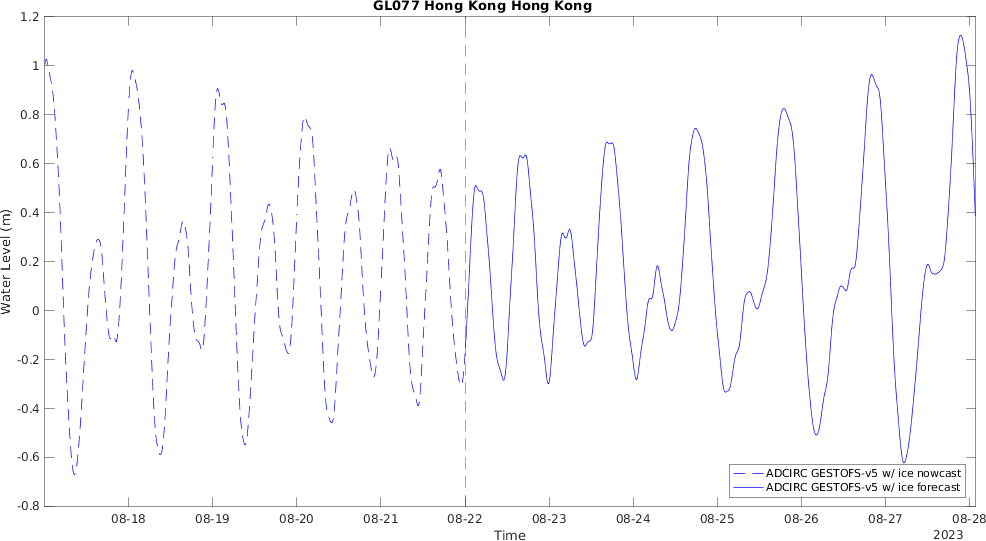 GL077 Hong Kong Hong Kong
1.2
1
0.8
0.6
0.4
0.2
0
-0.2
-0.4
-0.6
-0.8
Water Level (m)
ADCIRC GESTOFS-v5 w/ ice nowcast
ADCIRC GESTOFS-v5 w/ ice forecast
08-18 08-19 08-20 08-21 08-22 08-23 08-24 08-25 08-26 08-27 08-28
Time
2023